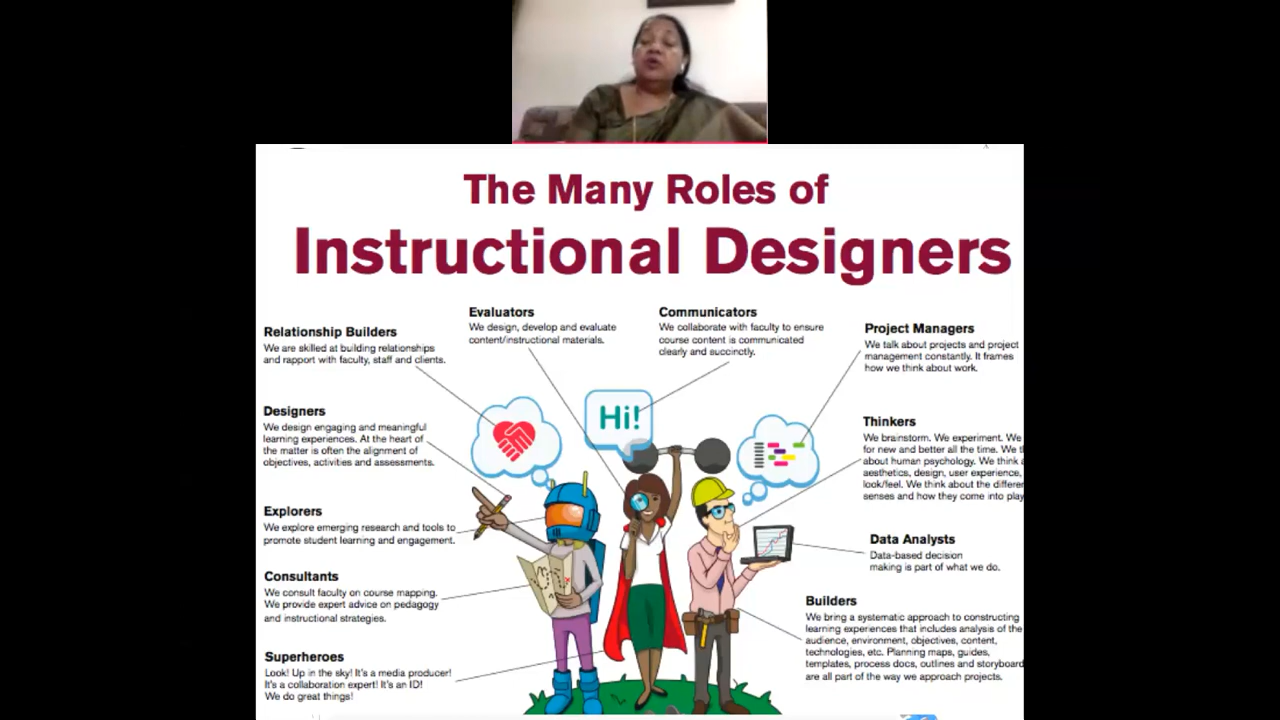 The Many Roles of
Instructional Designers
Relationship Builders
We are skilled at building relationships
and rapport with faculty, staff and clients.
Designers
We design engaging and meaningful
learning experiences. At the heart of
the matter is often the alignment of
objectives, activities and assessments.
Explorers
We explore emerging research and tools to
promote student learning and engagement.
Consultants
We consult faculty on course mapping.
We provide expert advice on pedagogy
and instructional strategies.
Superheroes
Look! Up in the sky! It's a media producer!
It's a collaboration expert! It's an ID!
We do great things!
Evaluators
We design, develop and evaluate
content/instructional materials.
Communicators
We collaborate with faculty to ensure
course content is communicated
clearly and succinctly.
Hi!
Project Managers
We talk about projects and project
management constantly. It frames
how we think about work.
Thinkers
We brainstorm. We experiment. We
for new and better all the time. We
about human psychology. We think
aesthetics, design, user experience,
look/feel. We think about the
senses and how they come into play
Data Analysts
Data-based decision
making is part of what we do.
Builders
We bring a systematic approach to constructing
learning experiences that includes analysis of the
audience, environment, objectives, content,
technologies, etc. Planning maps, guides,
templates, process docs, outlines and storyboard
are all part of the way we approach projects.